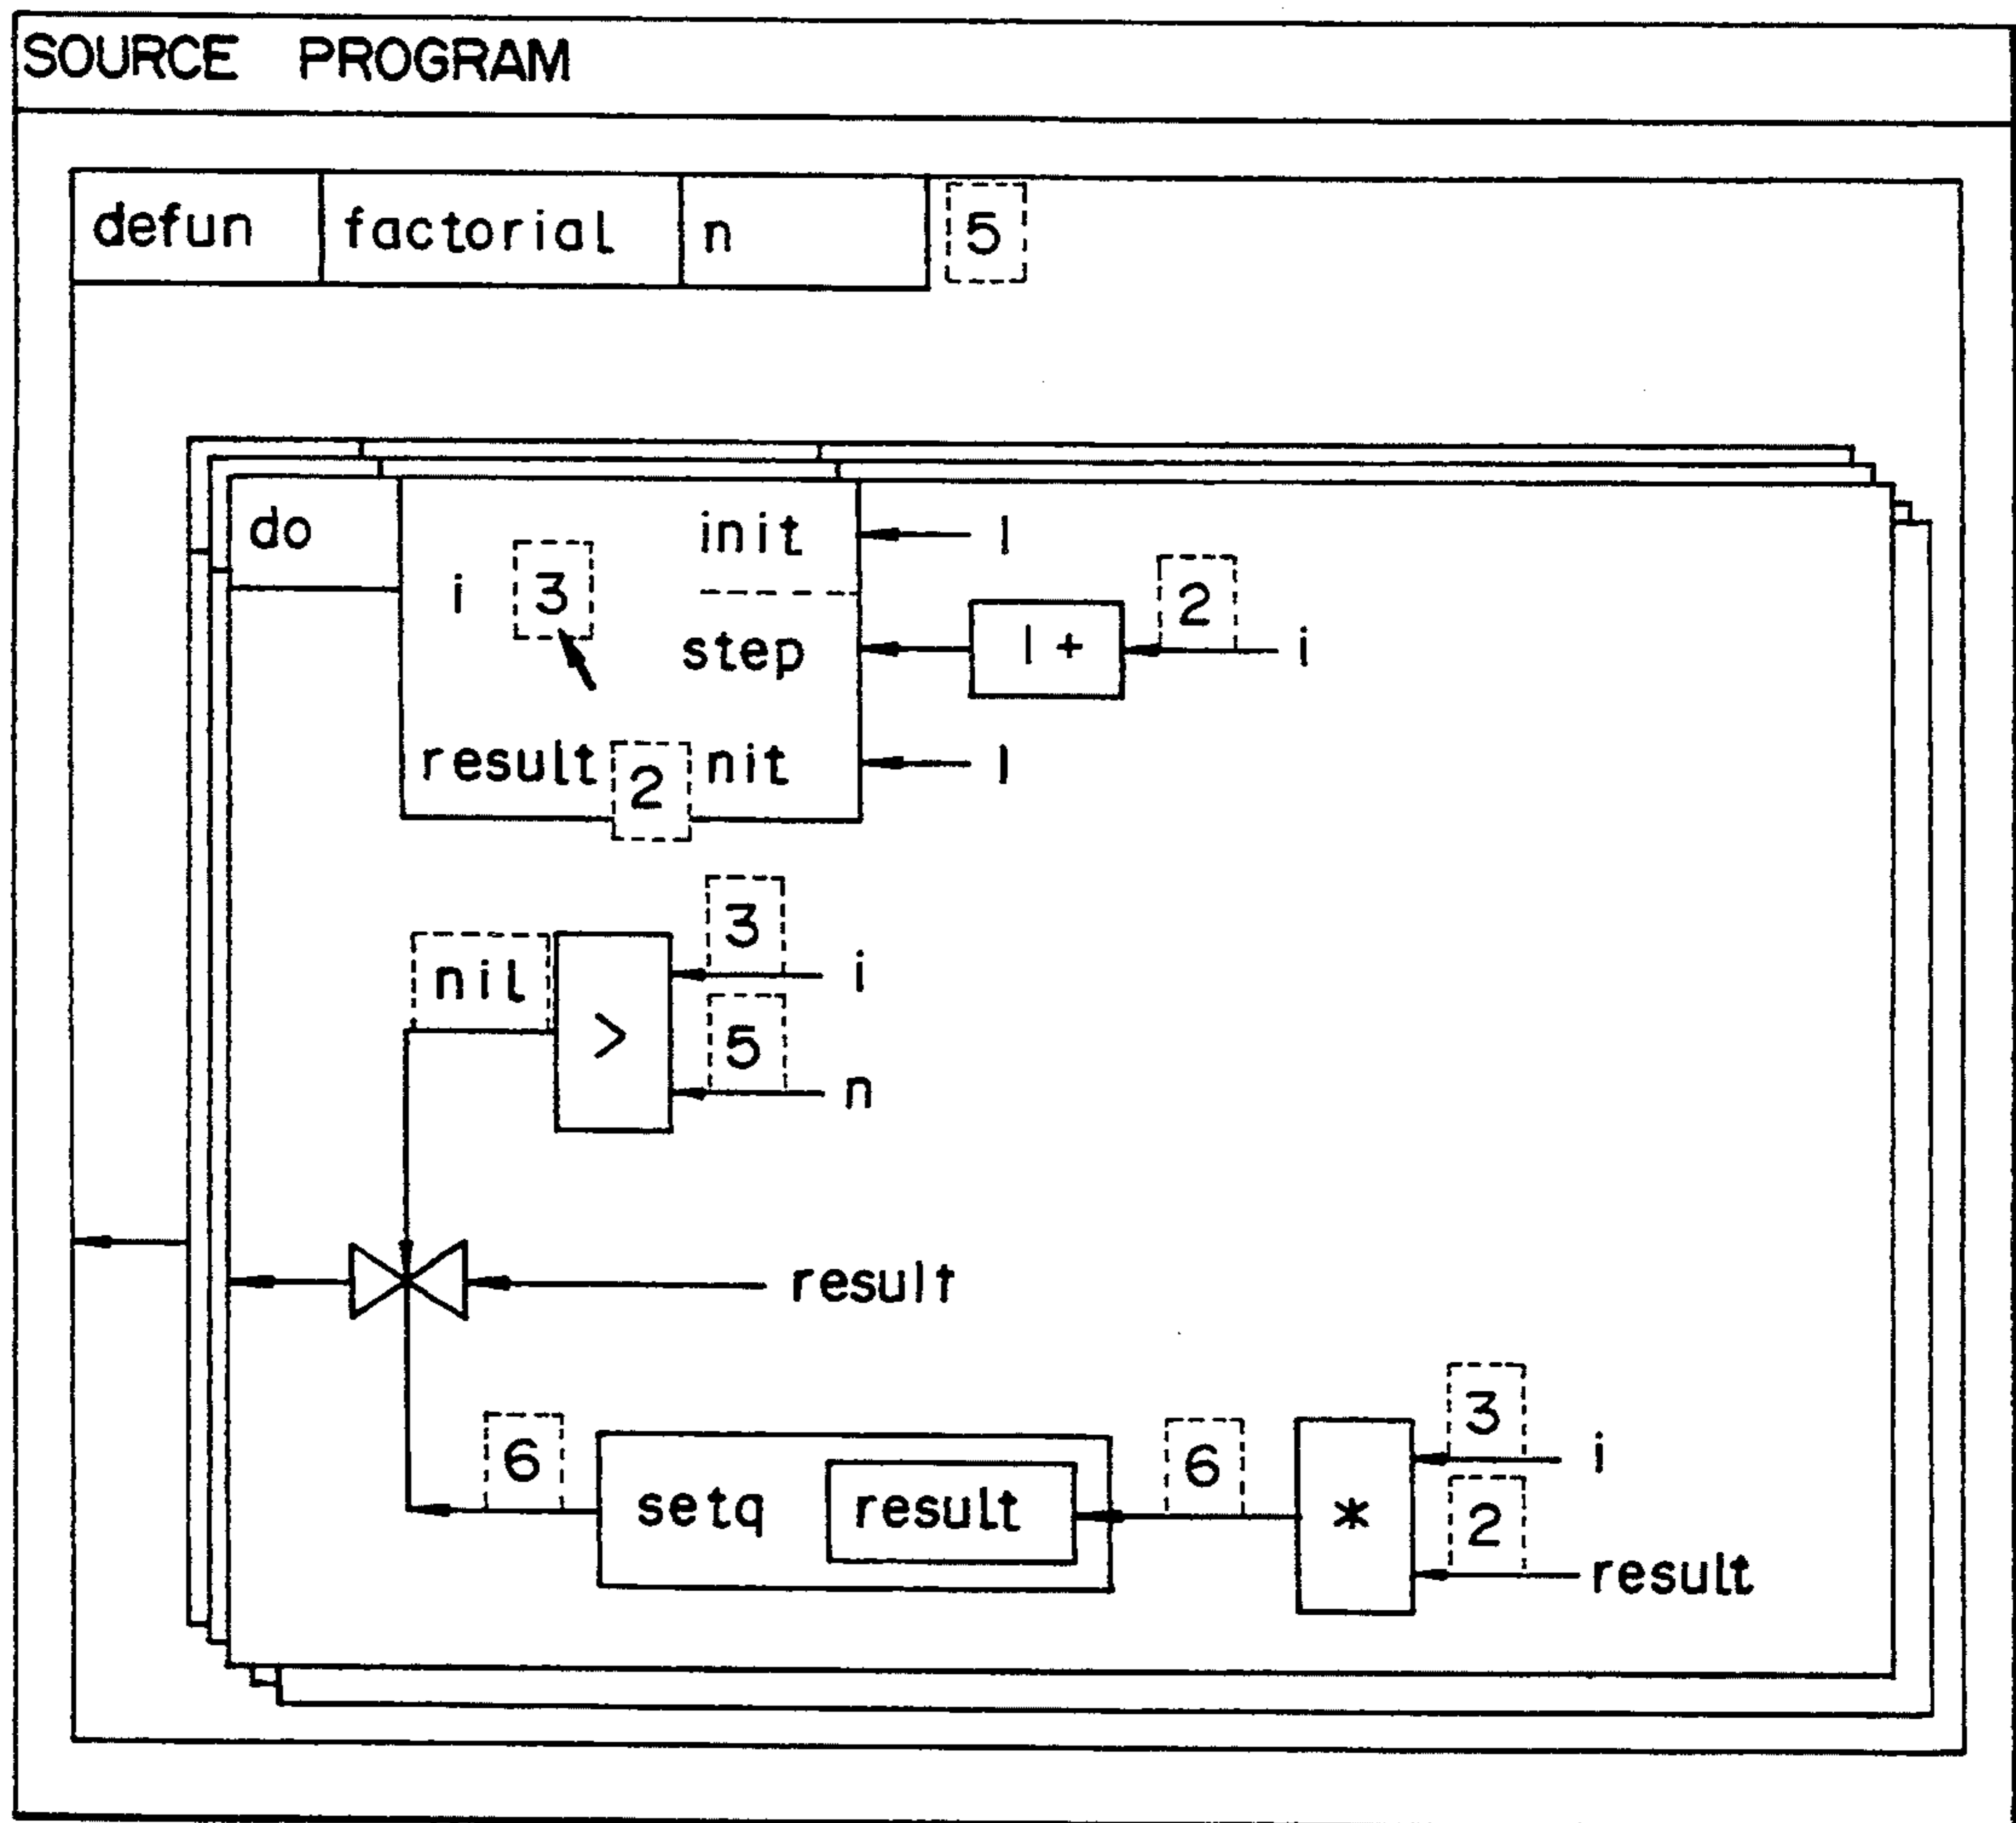 SOURCE PROGRAM
defun factorial n 5
do
init 1
i 3
2
step 1+ i
result 2 nit 1
3
nil i
>
5
n
result
3
6 6 i
setq result *
2
result